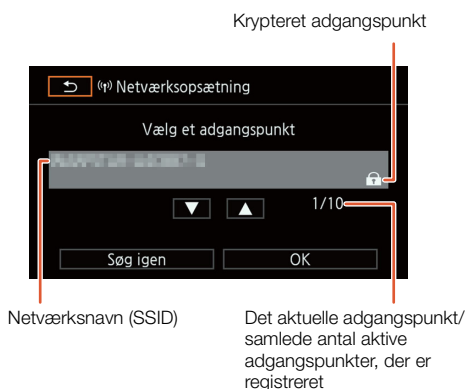 Krypteret adgangspunkt
Netværksopsætning
Vælg et adgangspunkt
1/10
Søg igen
OK
Netværksnavn (SSID)
Det aktuelle adgangspunkt/
samlede antal aktive
adgangspunkter, der er
registreret